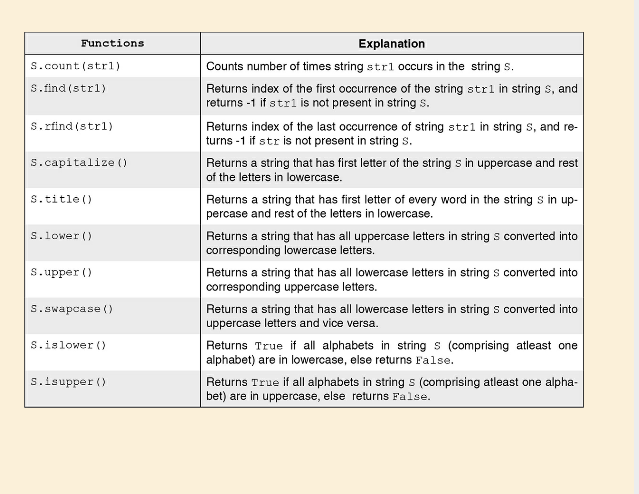 Functions Explanation
S.count(str1) Counts number of times string str1 occurs in the string S.
S.find(str1) Returns index of the first occurrence of the string str1 in string S, and
returns -1 if str1 is not present in string S.
S.rfind(str1) Returns index of the last occurrence of string str1 in string S, and re-
turns -1 if str is not present in string S.
S.capitalize() Returns a string that has first letter of the string S in uppercase and rest
of the letters in lowercase.
S.title() Returns a string that has first letter of every word in the string S in up-
percase and rest of the letters in lowercase.
S.lower() Returns a string that has all uppercase letters in string S converted into
corresponding lowercase letters.
S.upper() Returns a string that has all lowercase letters in string S converted into
corresponding uppercase letters.
S.swapcase() Returns a string that has all lowercase letters in string S converted into
uppercase letters and vice versa.
S.islower() Returns True if all alphabets in string S (comprising atleast one
alphabet) are in lowercase, else returns False.
S.isupper() Returns True if all alphabets in string S (comprising atleast one alpha-
bet) are in uppercase, else returns False.